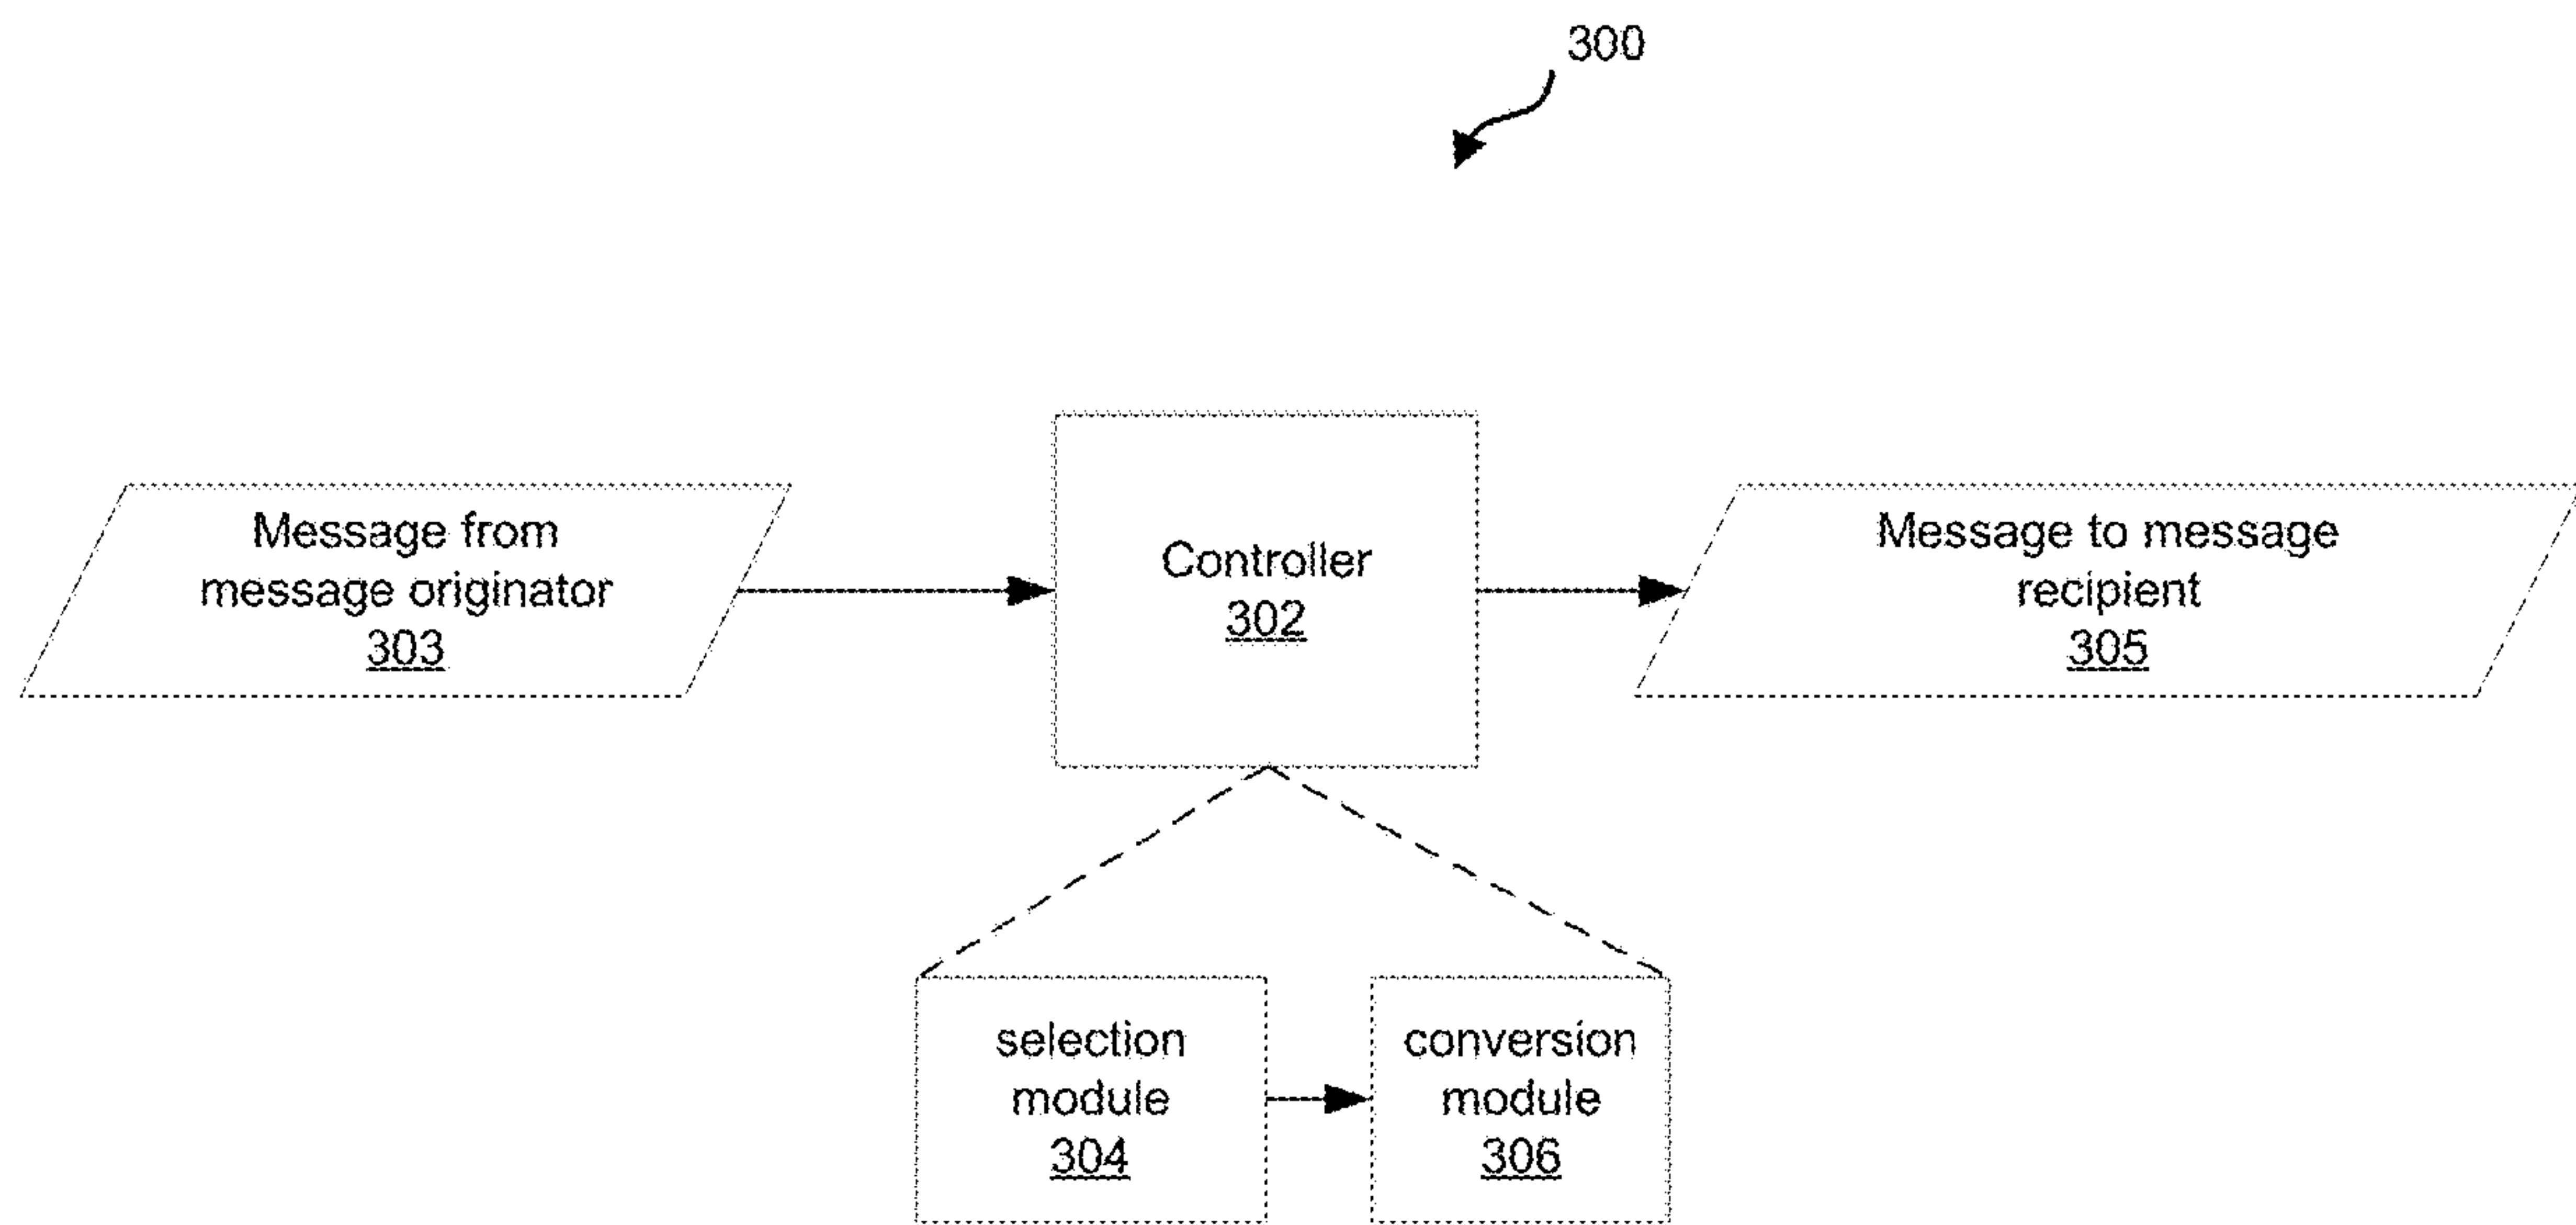 300
Message from
message originator
303
Controller
302
Message to message
recipient
305
selection
module
304
conversion
module
306